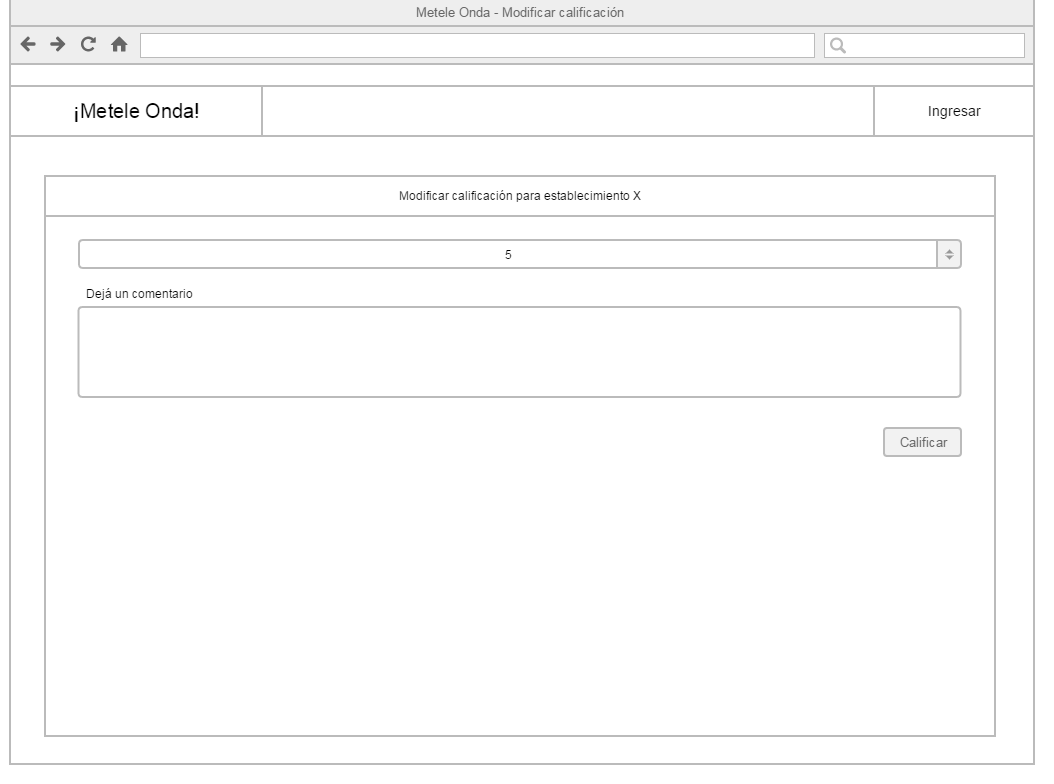 Metele Onda - Modificar calificación
¡Metele Onda!
Ingresar
Modificar calificación para establecimiento X
5
Dejá un comentario
Calificar